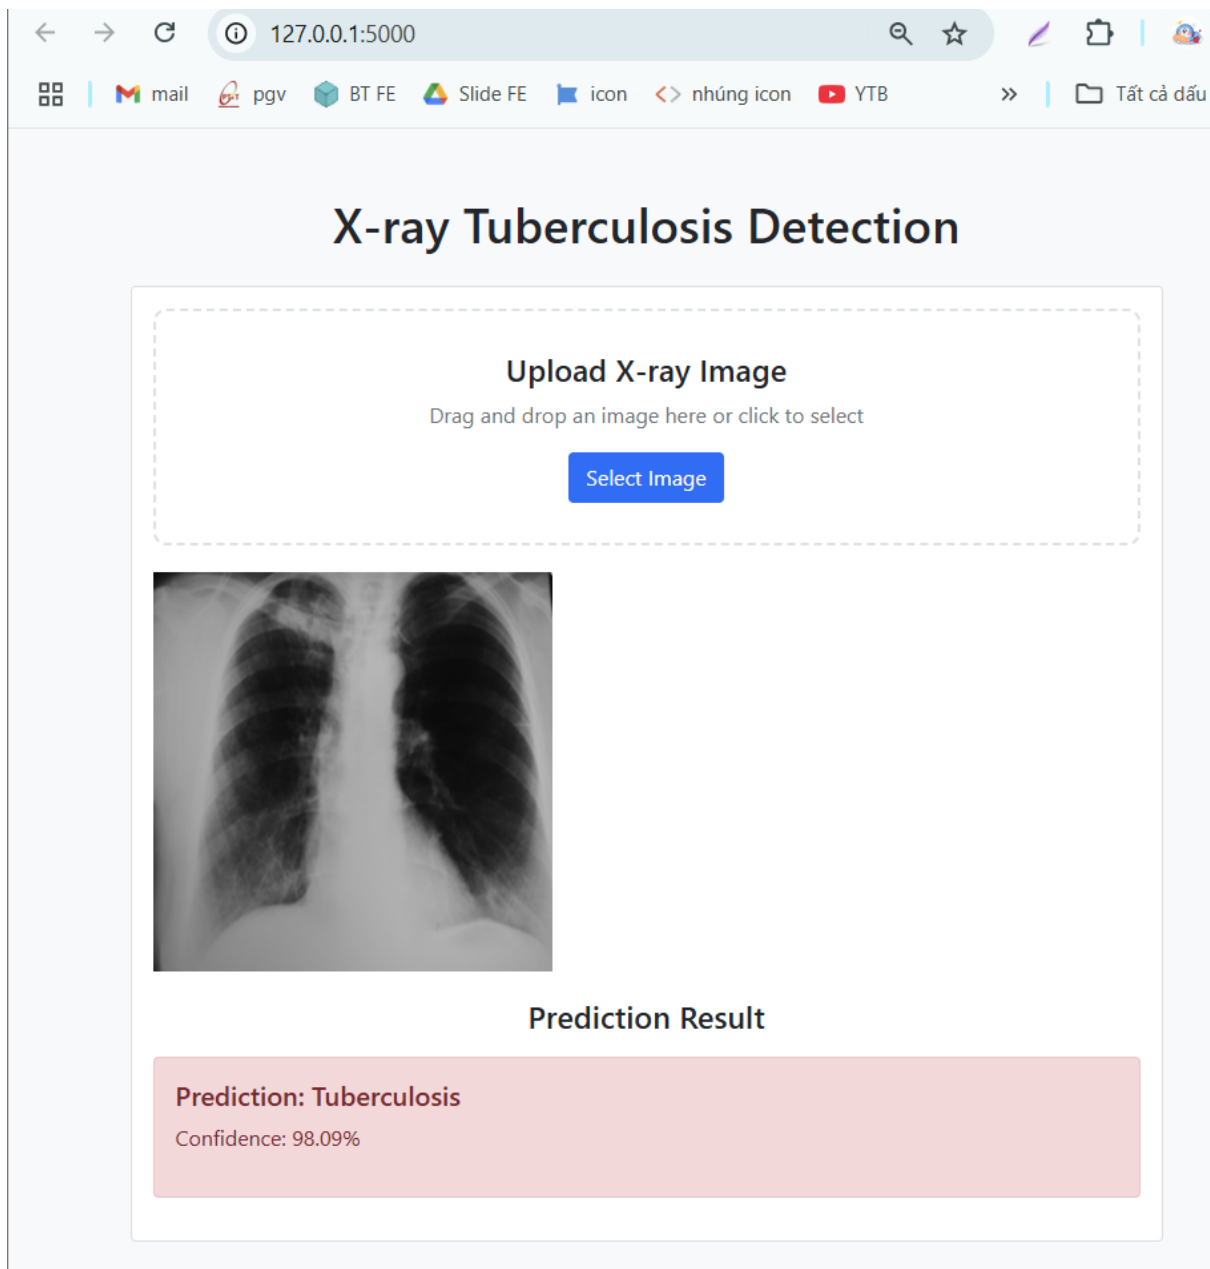 127.0.0.1:5000
mail pgv BT FE Slide FE icon <> nhúng icon YTB » Tất cả dấu
X-ray Tuberculosis Detection
Upload X-ray Image
Drag and drop an image here or click to select
Select Image
Prediction Result
Prediction: Tuberculosis
Confidence: 98.09%